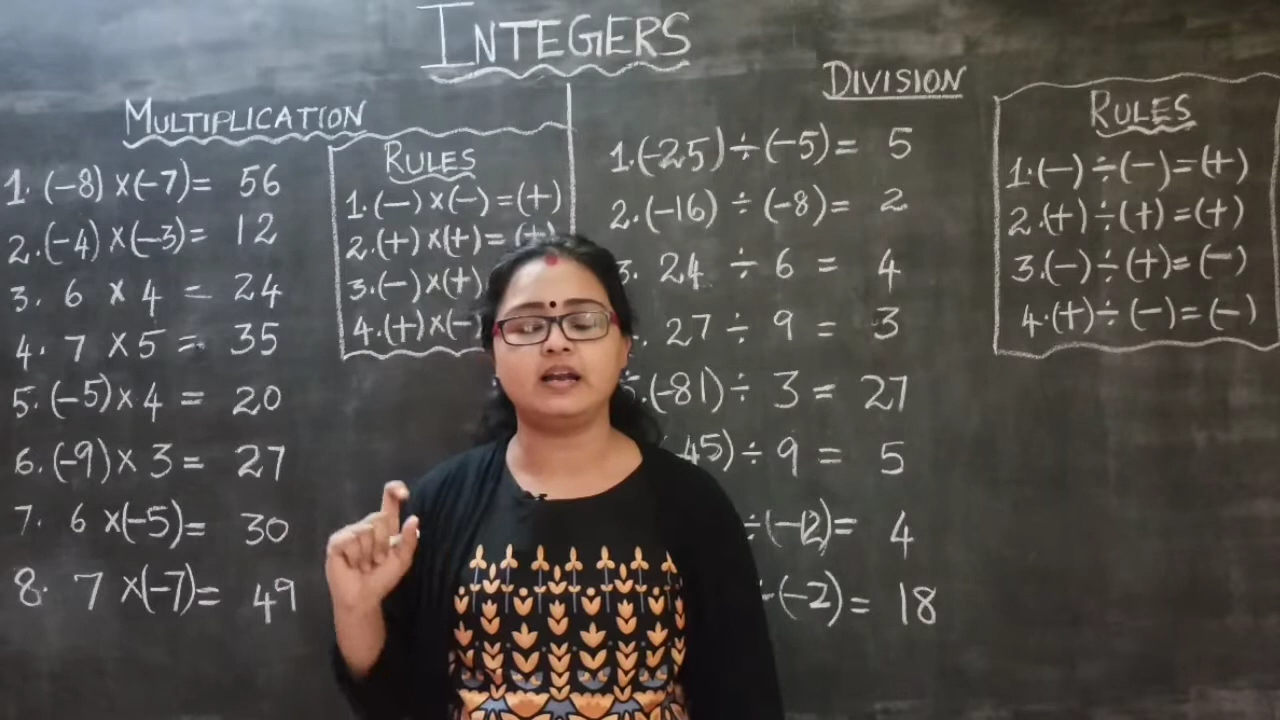 INTEGERS
MULTIPLICATION
1. (-8) ×(-7)= 56
2. (-4) ×(-3)= 12
3. 6 × 4 = 24
4. 7 ×5 = 35
5. (-5)× 4 = 20
6. (-9)× 3 = 27
7. 6 ×(-5)= 30
8. 7 ×(-7)= 49
RULES
1. (-) ×(-) =(+)
2. (+) ×(+) = (+)
3. (-)×(+)
4. (+)×(-
DIVISION
1. (-25)÷(-5)= 5
2. (-16) ÷ (-8)= 2
3. 24 ÷ 6 = 4
. 27 ÷ 9 = 3
5. (-81)÷ 3 = 27
45)÷ 9 = 5
÷(-12)= 4
÷(-2)= 18
RULES
1. (-) ÷(-)=(+)
2. (+)÷(+)=(+)
3. (-)÷(+)=(-)
4. (+)÷(-)=(-)